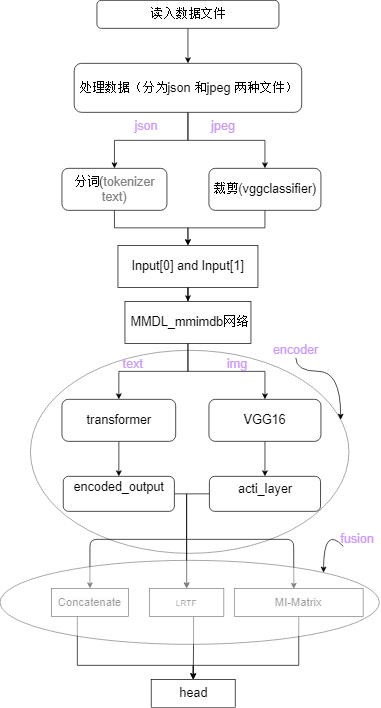 读入数据文件
处理数据（分为json 和jpeg 两种文件）
json
jpeg
分词(tokenizer
text)
裁剪(vggclassifier)
Input[0] and Input[1]
MMDL_mmimdb网络
encoder
text
img
transformer
VGG16
encoded_output
acti_layer
fusion
Concatenate
LRTF
MI-Matrix
head